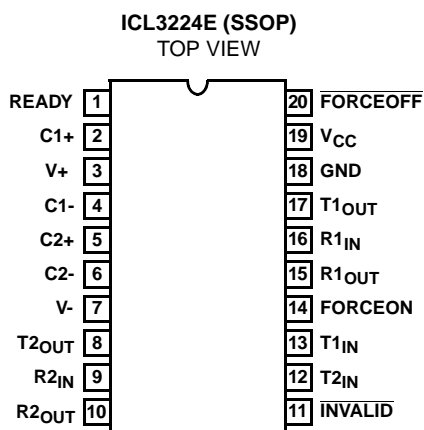 ICL3224E (SSOP)
TOP VIEW
READY 1 20 FORCEOFF
C1+ 2 19 VCC
V+ 3 18 GND
C1- 4 17 T1OUT
C2+ 5 16 R1IN
C2- 6 15 R1OUT
V- 7 14 FORCEON
T2OUT 8 13 T1IN
R2IN 9 12 T2IN
R2OUT 10 11 INVALID